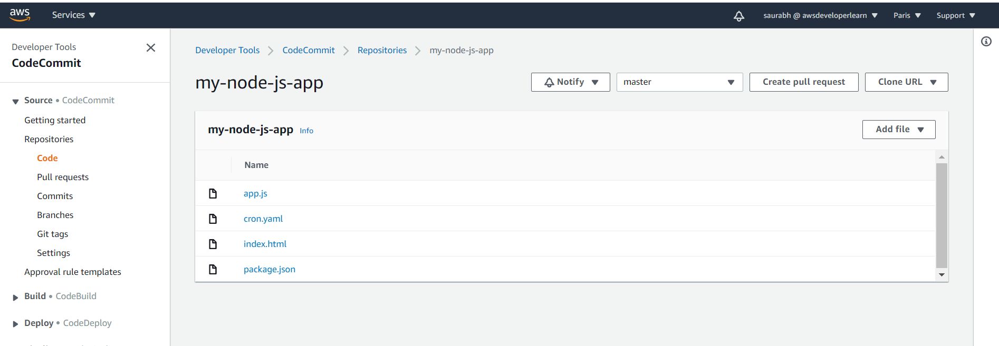 aws Services saurabh @ awsdeveloperlearn Paris Support
Developer Tools
CodeCommit
Source • CodeCommit
Getting started
Repositories
Code
Pull requests
Commits
Branches
Git tags
Settings
Approval rule templates
Build • CodeBuild
Deploy • CodeDeploy
Developer Tools CodeCommit Repositories my-node-js-app
my-node-js-app Notify master Create pull request Clone URL
my-node-js-app Info Add file
Name
app.js
cron.yaml
index.html
package.json